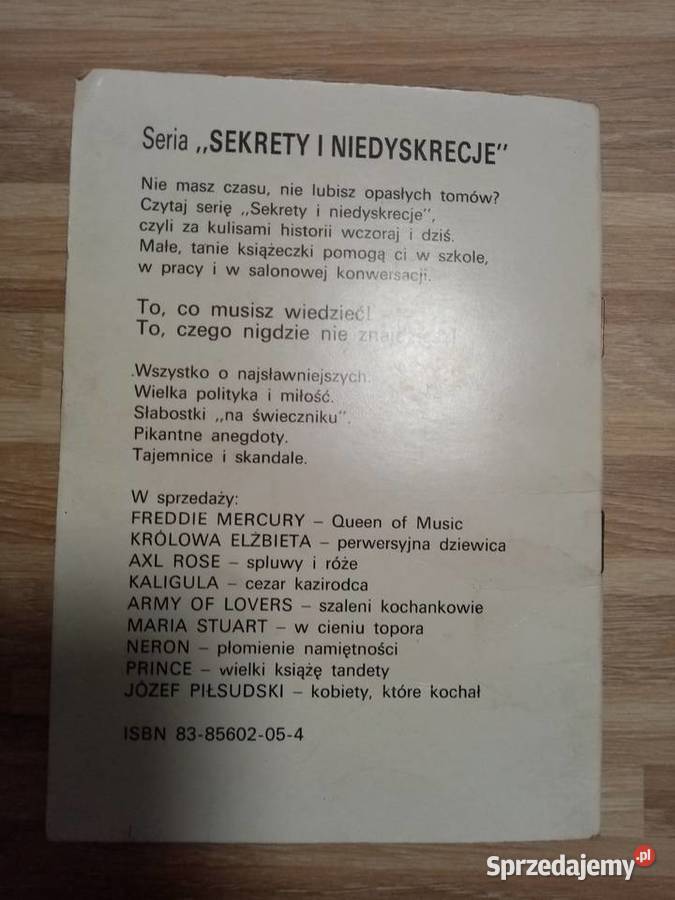 Seria „SEKRETY I NIEDYSKRECJE"
Nie masz czasu, nie lubisz opasłych tomów?
Czytaj serię „Sekrety i niedyskrecje",
czyli za kulisami historii wczoraj i dziś.
Małe, tanie książeczki pomogą ci w szkole,
w pracy i w salonowej konwersacji.
To, co musisz wiedzieć!
To, czego nigdzie nie znajdziesz!
Wszystko o najsławniejszych.
Wielka polityka i miłość.
Słabostki „na świeczniku".
Pikantne anegdoty.
Tajemnice i skandale.
W sprzedaży:
FREDDIE MERCURY – Queen of Music
KRÓLOWA ELŻBIETA – perwersyjna dziewica
AXL ROSE – spluwy i róże
KALIGULA – cezar kazirodca
ARMY OF LOVERS – szaleni kochankowie
MARIA STUART – w cieniu topora
NERON – płomienie namiętności
PRINCE – wielki książę tandety
JÓZEF PIŁSUDSKI – kobiety, które kochał
ISBN 83-85602-05-4
Sprzedajemy.pl